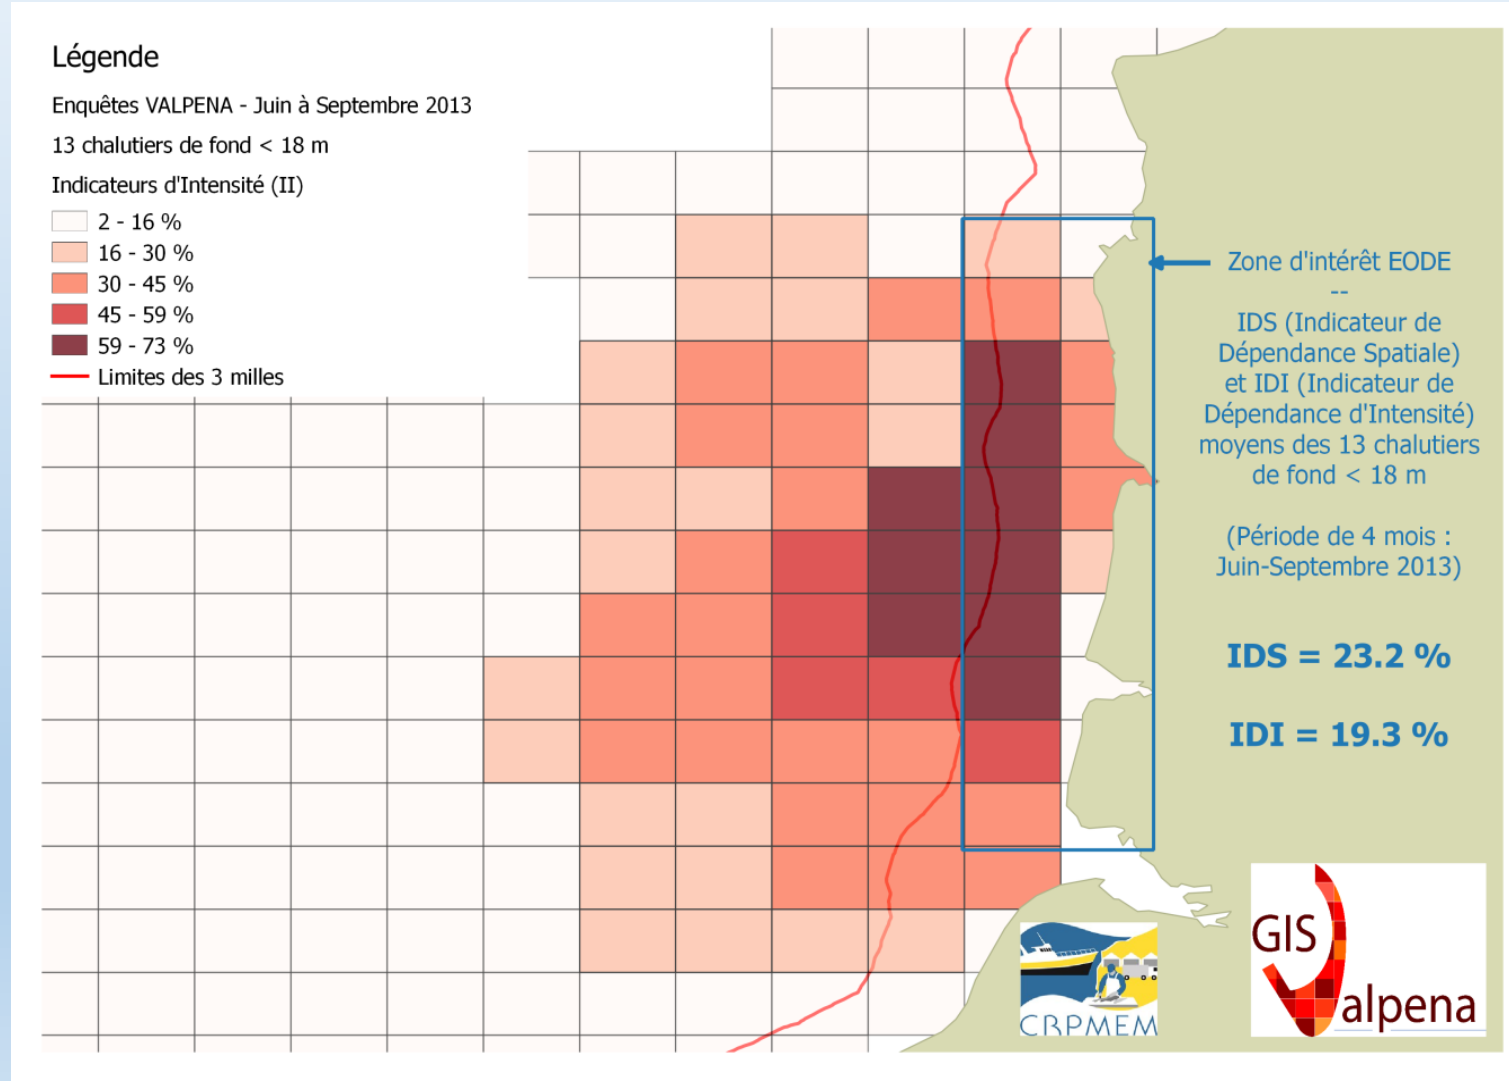 Légende
Enquêtes VALPENA - Juin à Septembre 2013
13 chalutiers de fond < 18 m
Indicateurs d'Intensité (II)
2 - 16 %
16 - 30 %
30 - 45 %
45 - 59 %
59 - 73 %
Limites des 3 milles
Zone d'intérêt EODE
--
IDS (Indicateur de
Dépendance Spatiale)
et IDI (Indicateur de
Dépendance d'Intensité)
moyens des 13 chalutiers
de fond < 18 m
(Période de 4 mois :
Juin-Septembre 2013)
IDS = 23.2 %
IDI = 19.3 %
CRPMEM
GIS
Valpena